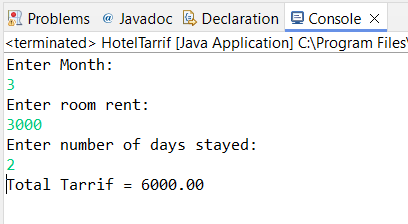 Problems @ Javadoc Declaration Console ×
<terminated> HotelTarrif [Java Application] C:\Program Files\
Enter Month:
3
Enter room rent:
3000
Enter number of days stayed:
2
Total Tarrif = 6000.00